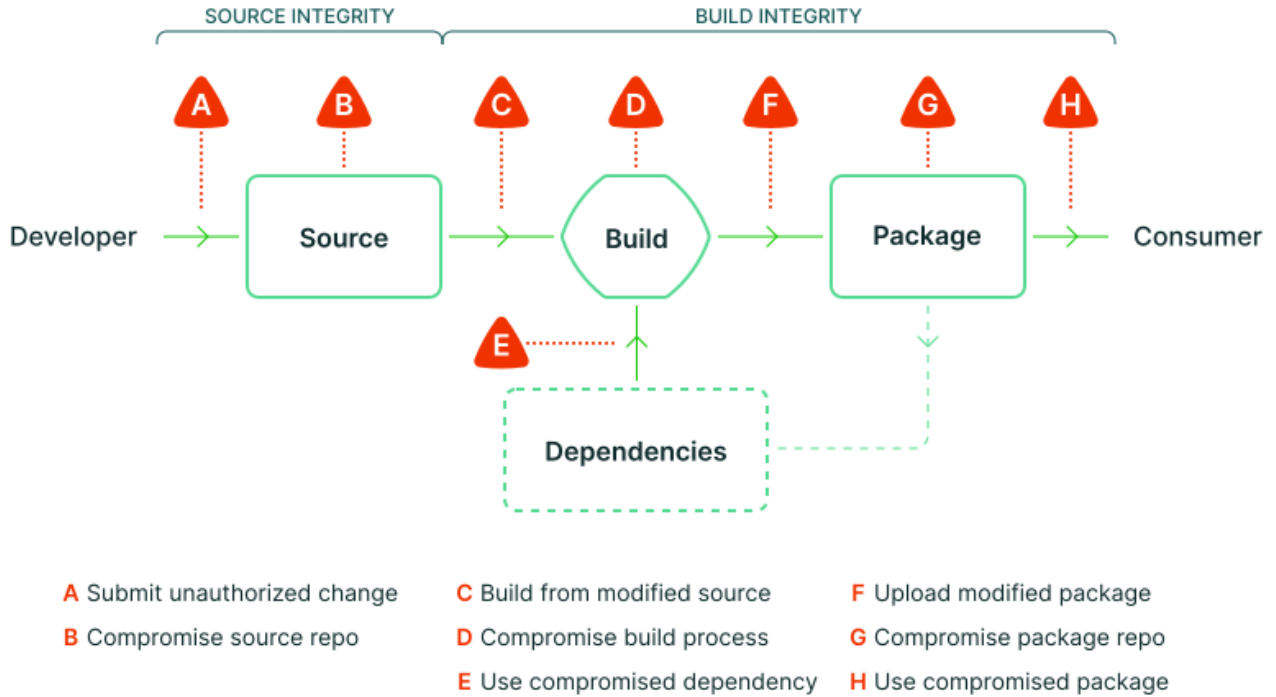 SOURCE INTEGRITY
BUILD INTEGRITY
A
B
C
D
F
G
H
Developer
Source
Build
Package
Consumer
E
Dependencies
A Submit unauthorized change
C Build from modified source
F Upload modified package
B Compromise source repo
D Compromise build process
G Compromise package repo
E Use compromised dependency
H Use compromised package